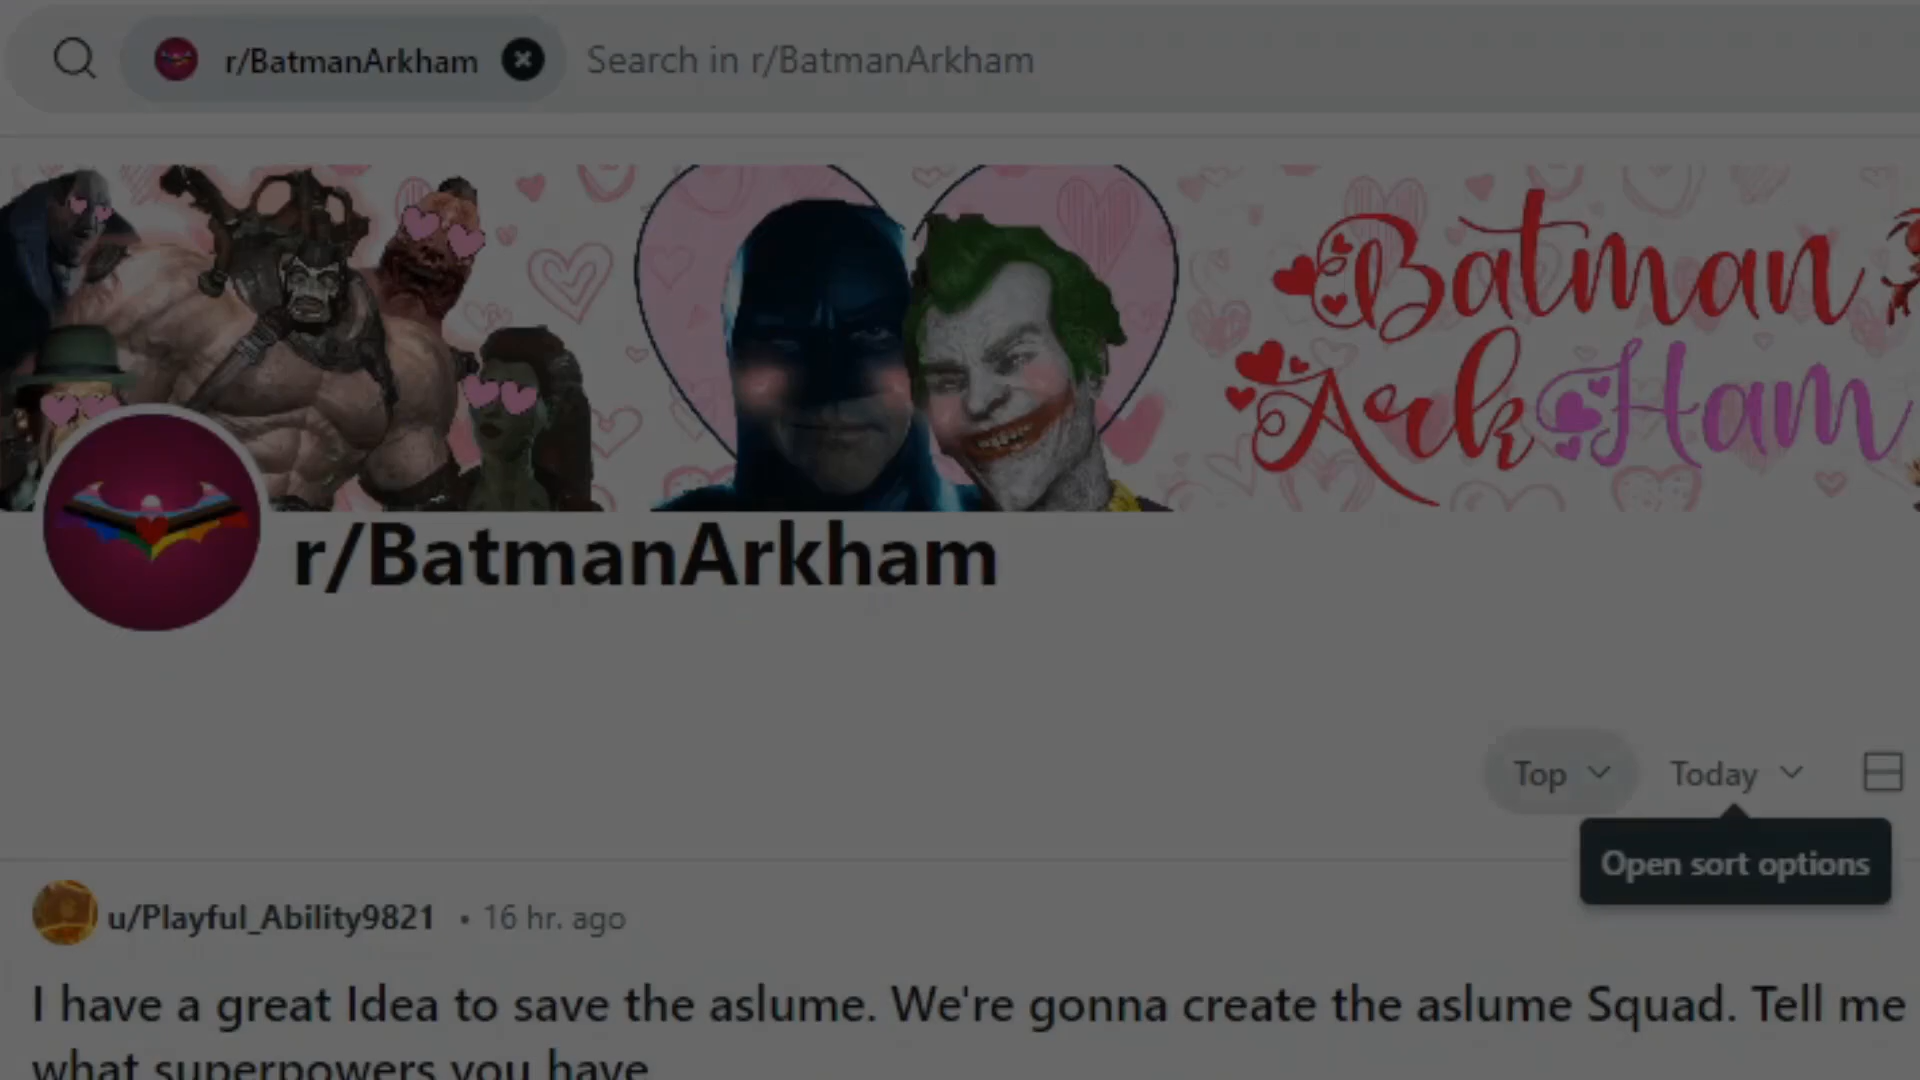 r/BatmanArkham
Search in r/BatmanArkham
Batman
ArkHam
r/BatmanArkham
Top
Today
Open sort options
u/Playful_Ability9821 • 16 hr. ago
I have a great Idea to save the aslume. We're gonna create the aslume Squad. Tell me
what superpowers you have